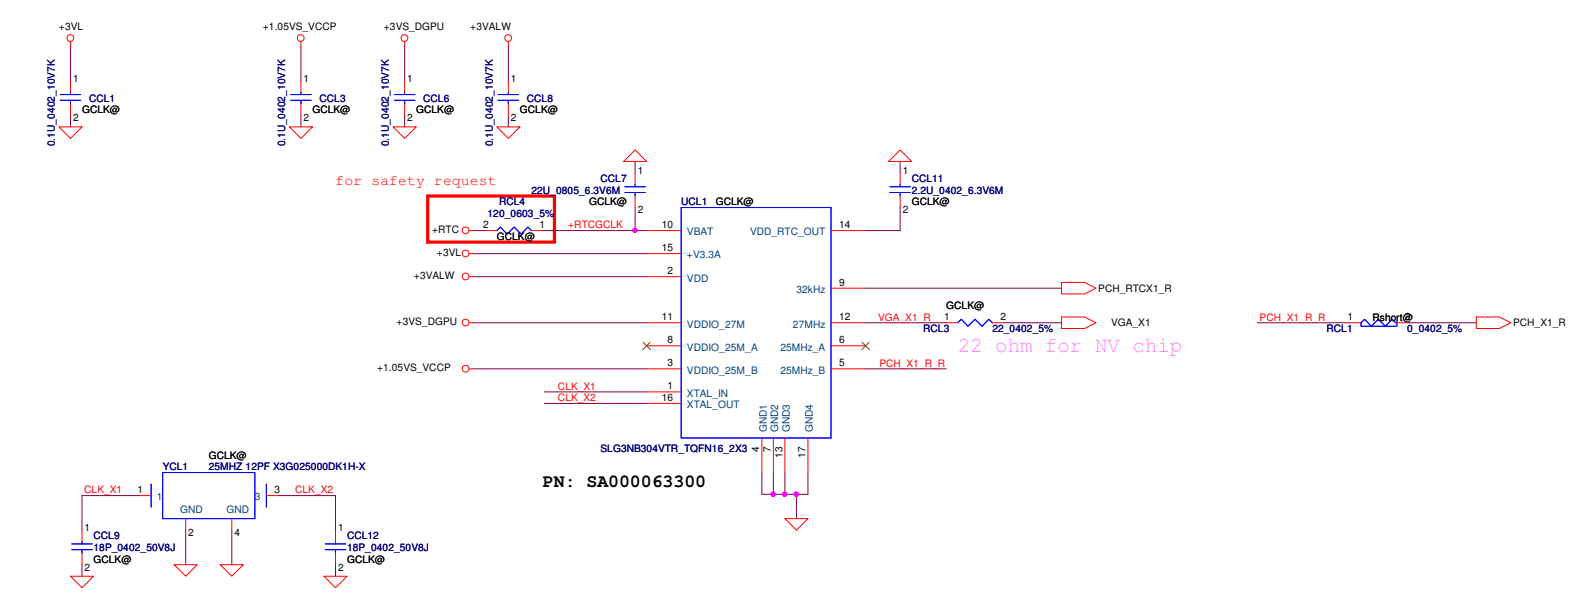 +3VL
+1.05VS_VCCP
+3VS_DGPU
+3VALW
1
CCL1
GCLK@
2
0.1U_0402_10V7K
1
CCL3
GCLK@
2
0.1U_0402_10V7K
1
CCL6
GCLK@
2
0.1U_0402_10V7K
1
CCL8
GCLK@
2
0.1U_0402_10V7K
for safety request
1
CCL7
22U_0805_6.3V6M
GCLK@
2
1
CCL11
2.2U_0402_6.3V6M
GCLK@
2
RCL4
120_0603_5%
+RTC
2
1
GCLK@
+RTCGCLK
UCL1
GCLK@
10
VBAT
VDD_RTC_OUT
14
+3VL
15
+V3.3A
+3VALW
2
VDD
32kHz
9
PCH_RTCX1_R
+3VS_DGPU
11
VDDIO_27M
27MHz
12
VGA_X1_R
1
GCLK@
2
RCL3
22_0402_5%
VGA_X1
22 ohm for NV chip
8
VDDIO_25M_A
25MHz_A
6
+1.05VS_VCCP
3
VDDIO_25M_B
25MHz_B
5
PCH_X1_R_R
CLK_X1
1
XTAL_IN
CLK_X2
16
XTAL_OUT
GND1
GND2
GND3
GND4
4
7
13
17
SLG3NB304VTR_TQFN16_2X3
PN: SA000063300
PCH_X1_R_R
1
Rshort@
2
RCL1
0_0402_5%
PCH_X1_R
GCLK@
YCL1
25MHZ 12PF X3G025000DK1H-X
CLK_X1
1
1
3
3
CLK_X2
GND
GND
2
4
1
CCL9
18P_0402_50V8J
GCLK@
2
1
CCL12
18P_0402_50V8J
GCLK@
2